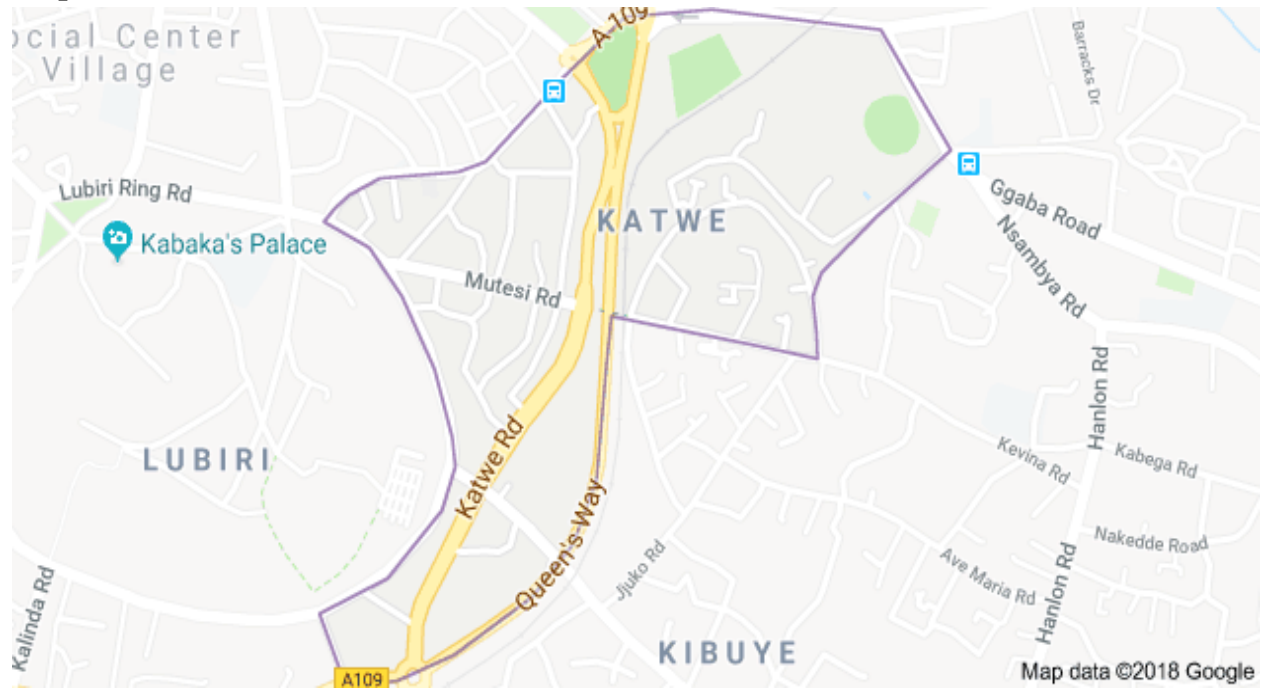 A 109
ocial Center
Village
Barracks Dr
Lubiri Ring Rd
Ggaba Road
KATWE
Nsambya Rd
Kabaka's Palace
Mutesi Rd
Hanlon Rd
Katwe Rd
LUBIRI
Kevina Rd
Kabega Rd
Queen's Way
Nakedde Road
Jjuko Rd
Ave Maria Rd
Hanlon Rd
Kalinda Rd
KIBUYE
A109
Map data ©2018 Google